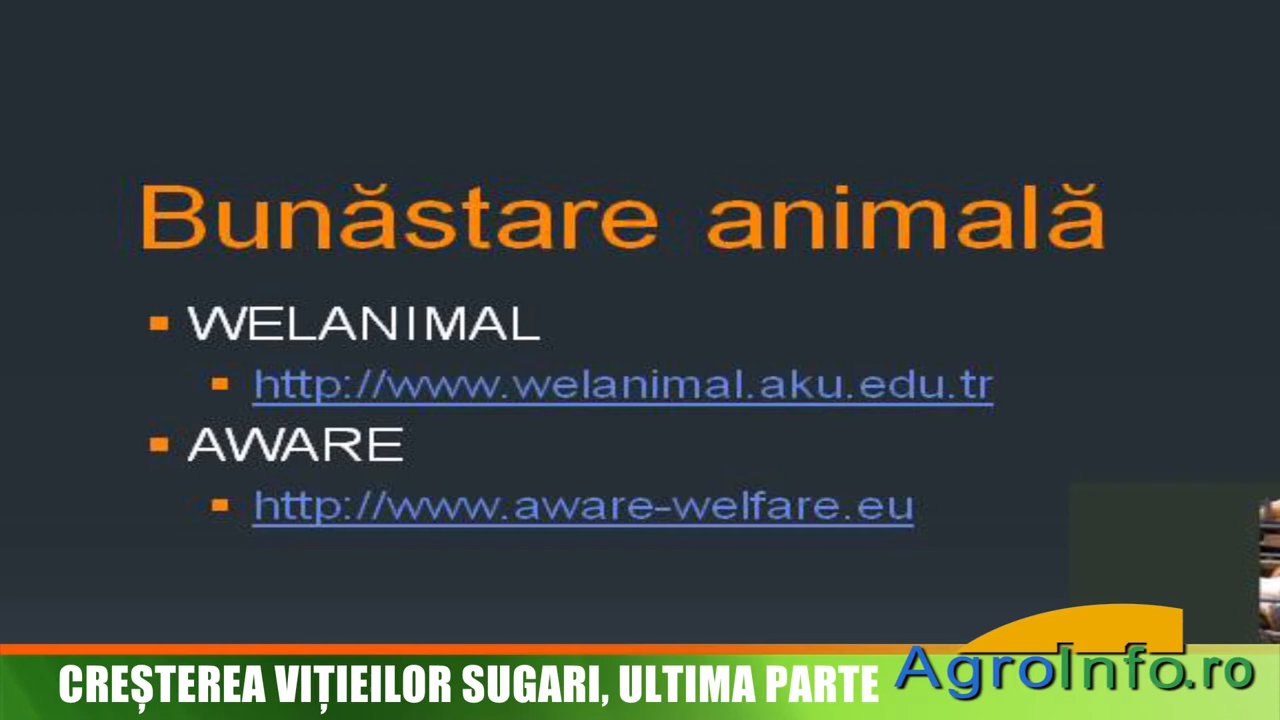 Bunăstare animală
WELANIMAL
http://www.welanimal.aku.edu.tr
AWARE
http://www.aware-welfare.eu
CREȘTEREA VIȚIEILOR SUGARI, ULTIMA PARTE
AgroInfo.ro